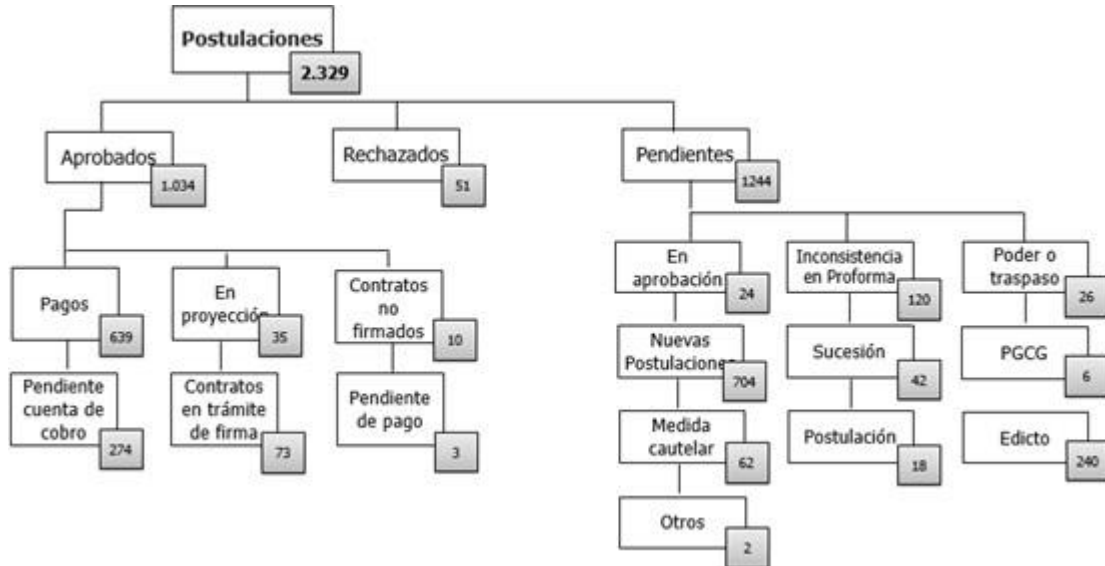 Postulaciones
2.329
Aprobados
1.034
Rechazados
51
Pendientes
1244
Pagos
639
En
proyección
35
Contratos
no
firmados
10
Pendiente
cuenta de
cobro
274
Contratos
en trámite
de firma
73
Pendiente
de pago
3
En
aprobación
24
Inconsistencia
en Proforma
120
Poder o
traspaso
26
Nuevas
Postulaciones
704
Sucesión
42
PGCG
6
Medida
cautelar
62
Postulación
18
Edicto
240
Otros
2